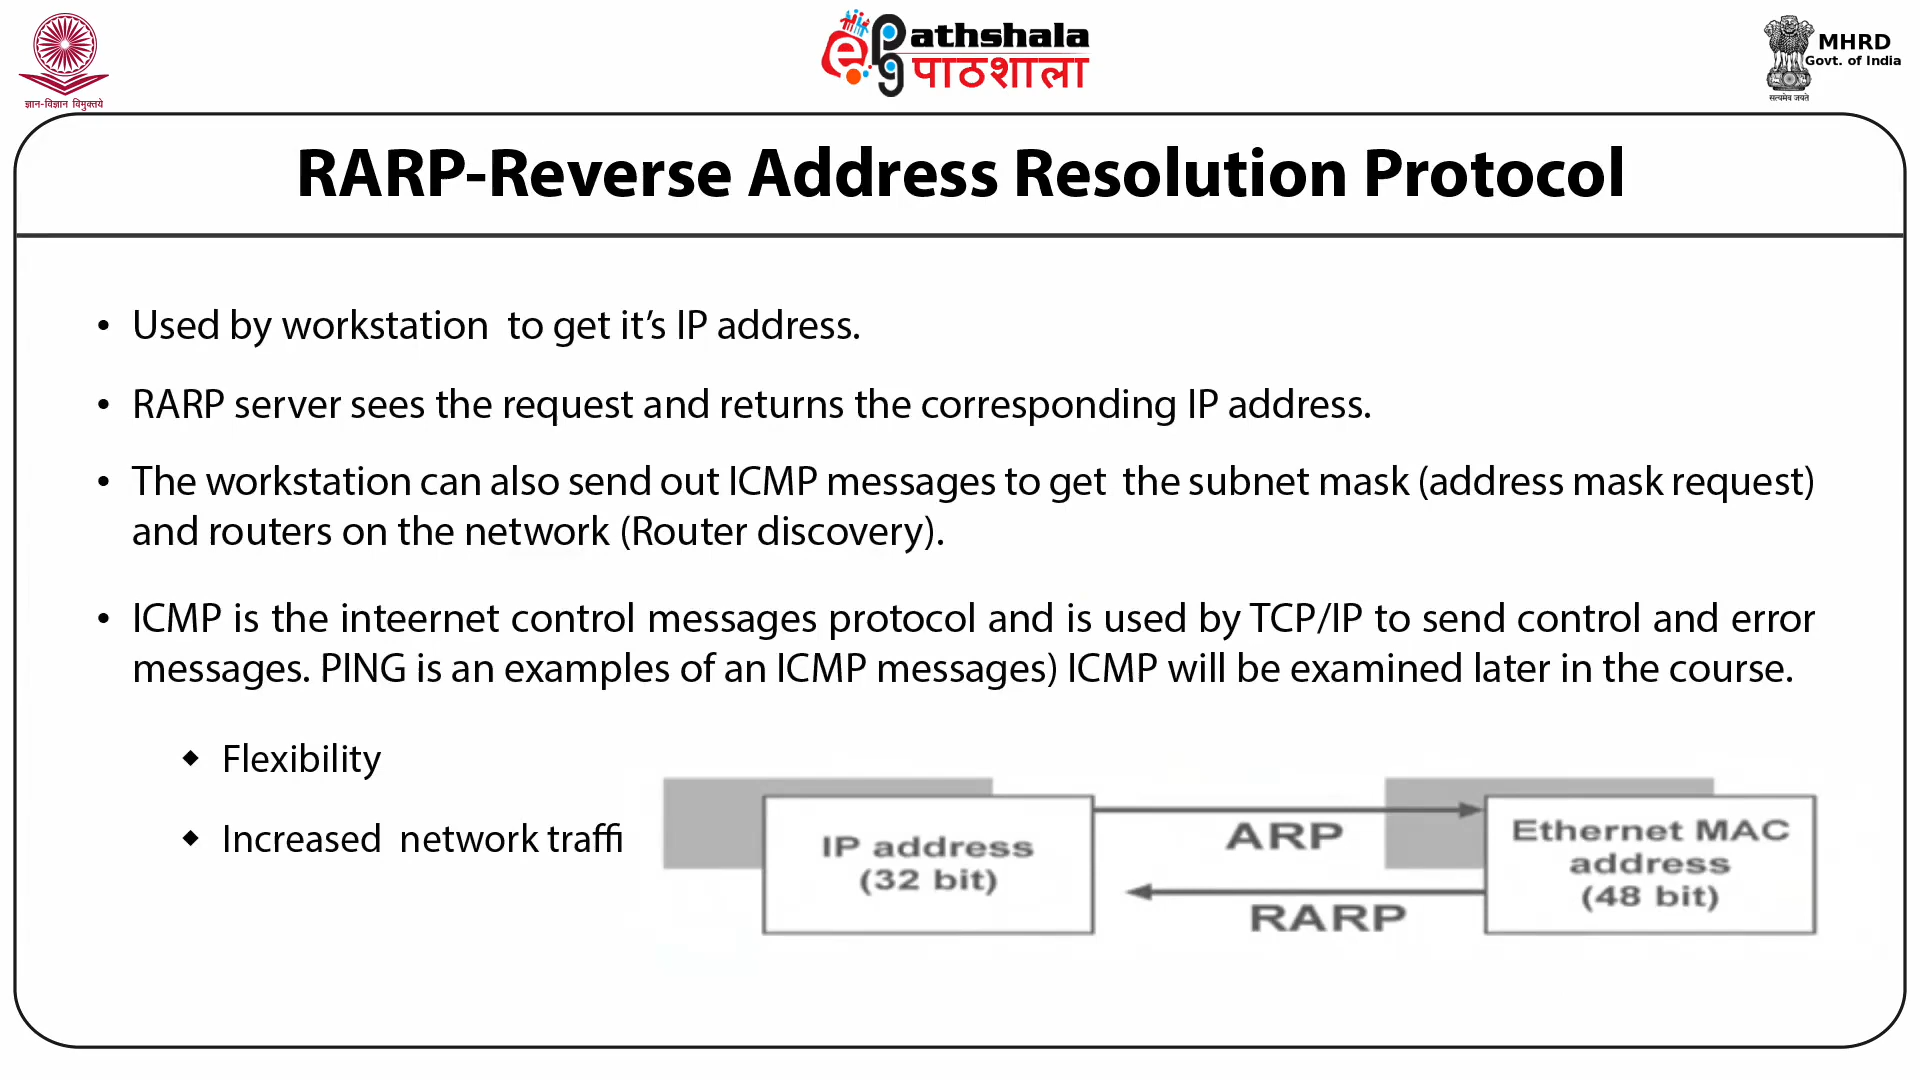 ज्ञान-विज्ञान विमुक्तये
ePathshala
पाठशाला
MHRD
Govt. of India
सत्यमेव जयते
RARP-Reverse Address Resolution Protocol
• Used by workstation to get it’s IP address.
• RARP server sees the request and returns the corresponding IP address.
• The workstation can also send out ICMP messages to get the subnet mask (address mask request)
and routers on the network (Router discovery).
• ICMP is the inteernet control messages protocol and is used by TCP/IP to send control and error
messages. PING is an examples of an ICMP messages) ICMP will be examined later in the course.
◆ Flexibility
◆ Increased network traffi
IP address
(32 bit)
ARP
RARP
Ethernet MAC
address
(48 bit)